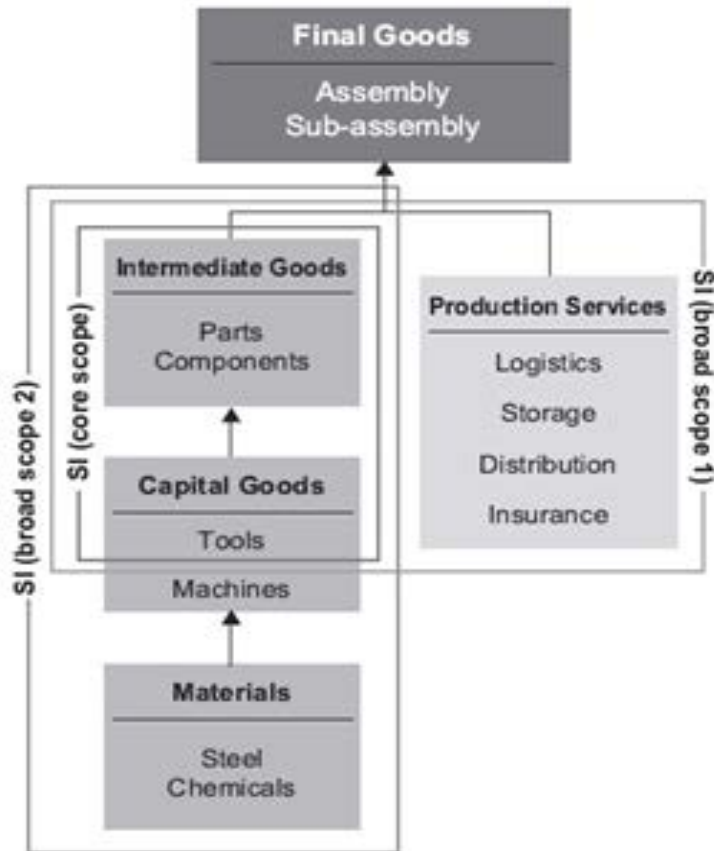 Final Goods
Assembly
Sub-assembly
SI (broad scope 2)
SI (core scope)
Intermediate Goods
Parts
Components
Capital Goods
Tools
Machines
Materials
Steel
Chemicals
Production Services
Logistics
Storage
Distribution
Insurance
SI (broad scope 1)